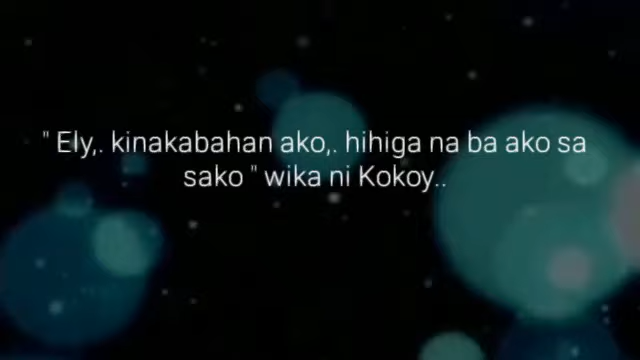 " Ely,. kinakabahan ako,. hihiga na ba ako sa
sako " wika ni Kokoy..